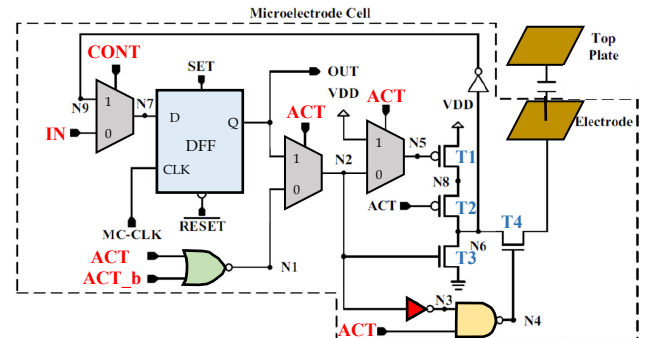 Microelectrode Cell
CONT
SET
OUT
VDD
ACT
Top
Plate
N9
1
N7
D
Q
ACT
VDD
Electrode
IN
0
DFF
1
N2
1
N5
T1
CLK
0
0
N8
ACT
T2
T4
MC-CLK
RESET
N6
ACT
N1
T3
ACT_b
N3
N4
ACT